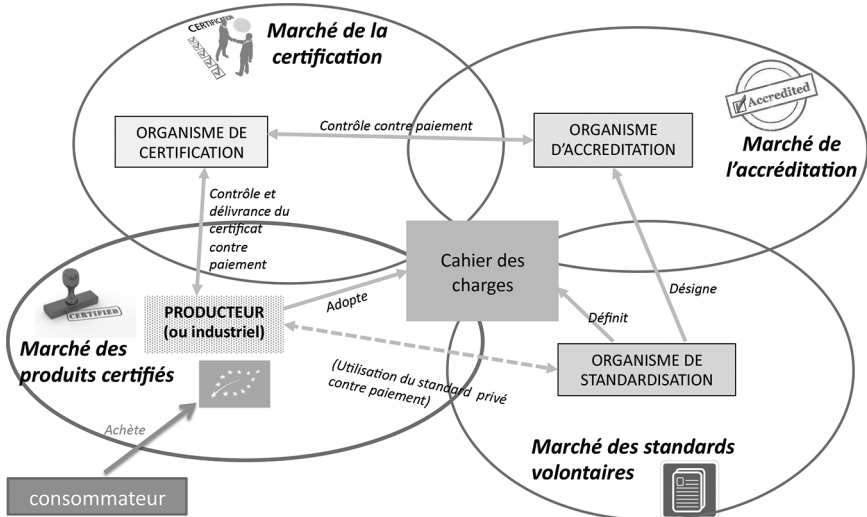 CERTIFICATION
Marché de la
certification
Accredited
Marché de
l’accréditation
ORGANISME DE
CERTIFICATION
Contrôle contre paiement
ORGANISME
D’ACCREDITATION
Contrôle et
délivrance du
certificat
contre
paiement
Cahier des
charges
Adopte
Définit
Désigne
CERTIFIED
PRODUCTEUR
(ou industriel)
Marché des
produits certifiés
(Utilisation du standard privé
contre paiement)
ORGANISME DE
STANDARDISATION
Achète
consommateur
Marché des standards
volontaires